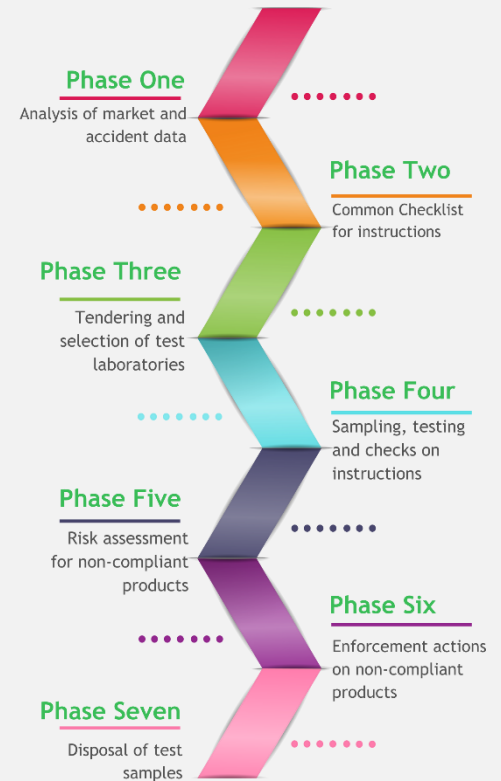 Phase One
Analysis of market and
accident data
Phase Two
Common Checklist
for instructions
Phase Three
Tendering and
selection of test
laboratories
Phase Four
Sampling, testing
and checks on
instructions
Phase Five
Risk assessment
for non-compliant
products
Phase Six
Enforcement actions
on non-compliant
products
Phase Seven
Disposal of test
samples